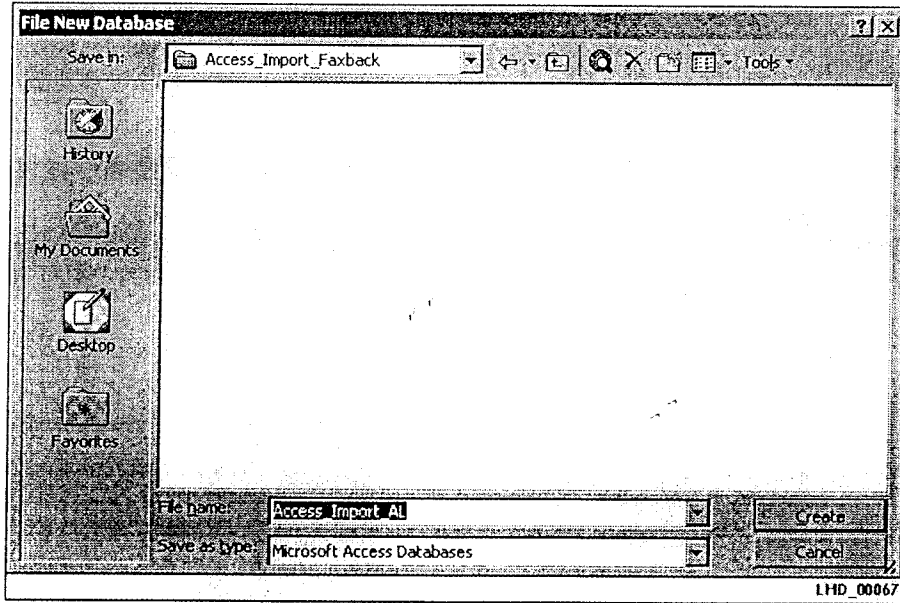 File New Database
Save in:
Access_Import_Faxback
Tools
History
My Documents
Desktop
Favorites
File name:
Access_Import_AL
Create
Save as type:
Microsoft Access Databases
Cancel
LHD_00067